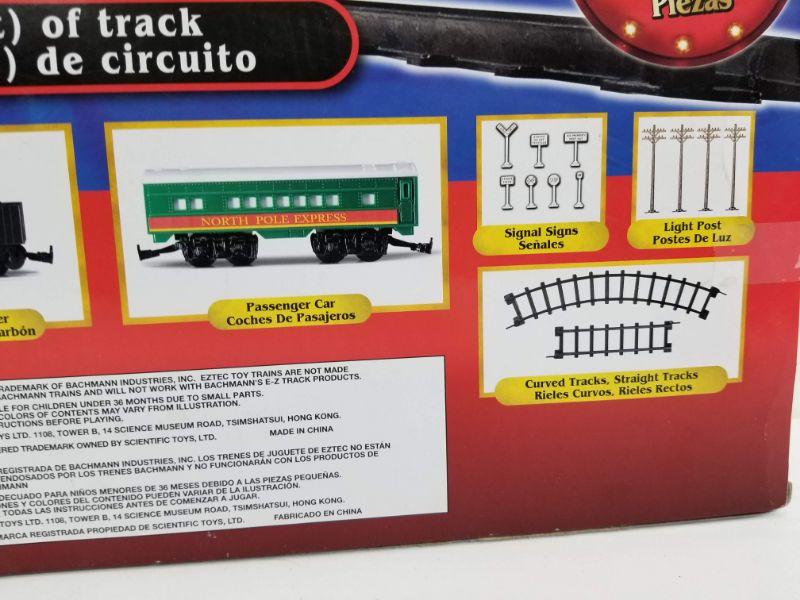 Piezas
) of track
) de circuito
NORTH POLE EXPRESS
Passenger Car
Coches De Pasajeros
Signal Signs
Señales
Light Post
Postes De Luz
Curved Tracks, Straight Tracks
Rieles Curvos, Rieles Rectos
TRADEMARK OF BACHMANN INDUSTRIES, INC. EZTEC TOY TRAINS ARE NOT MADE
BACHMANN TRAINS AND WILL NOT WORK WITH BACHMANN'S E-Z TRACK PRODUCTS.
LE FOR CHILDREN UNDER 36 MONTHS DUE TO SMALL PARTS.
COLORS OF CONTENTS MAY VARY FROM ILLUSTRATION.
RUCTIONS BEFORE PLAYING.
YS LTD. 1108, TOWER B, 14 SCIENCE MUSEUM ROAD, TSIMSHATSUI, HONG KONG.
ERED TRADEMARK OWNED BY SCIENTIFIC TOYS, LTD. MADE IN CHINA
REGISTRADA DE BACHMANN INDUSTRIES, INC. LOS TRENES DE JUGUETE DE EZTEC NO ESTÁN
ENDOSADOS POR LOS TRENES BACHMANN Y NO FUNCIONARÁN CON LOS PRODUCTOS DE
HMANN
DECUADO PARA NIÑOS MENORES DE 36 MESES DEBIDO A LAS PIEZAS PEQUEÑAS.
ONES Y COLORES DEL CONTENIDO PUEDEN VARIAR DE LA ILUSTRACIÓN.
TODAS LAS INSTRUCCIONES ANTES DE COMENZAR A JUGAR.
TOYS LTD. 1108, TOWER B, 14 SCIENCE MUSEUM ROAD, TSIMSHATSUI, HONG KONG.
MARCA REGISTRADA PROPIEDAD DE SCIENTIFIC TOYS, LTD. FABRICADO EN CHINA